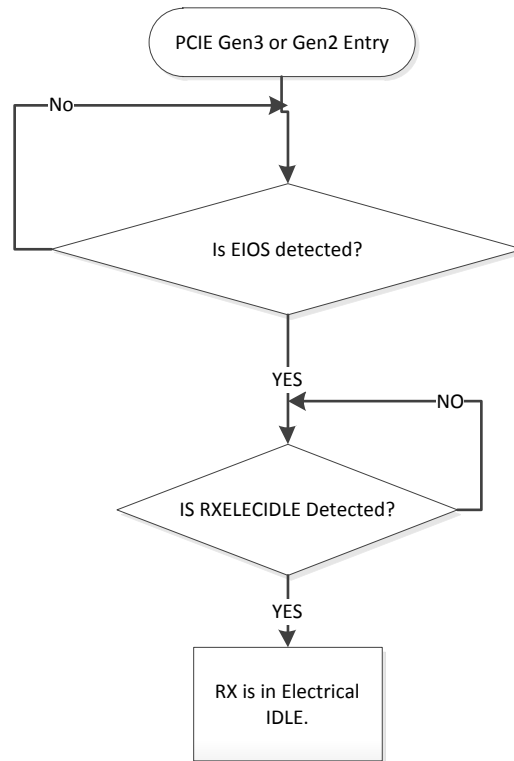 PCIE Gen3 or Gen2 Entry
No
Is EIOS detected?
YES
NO
IS RXELECIDLE Detected?
YES
RX is in Electrical
IDLE.